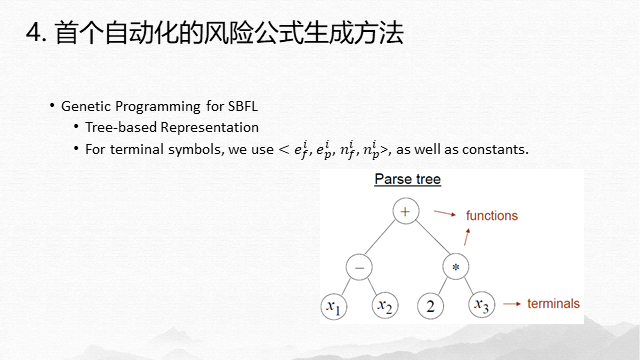 4. 首个自动化的风险公式生成方法
• Genetic Programming for SBFL
• Tree-based Representation
• For terminal symbols, we use < e_f^i, e_p^i, n_f^i, n_p^i>, as well as constants.
Parse tree
+
functions
−
*
x₁
x₂
2
x₃
terminals